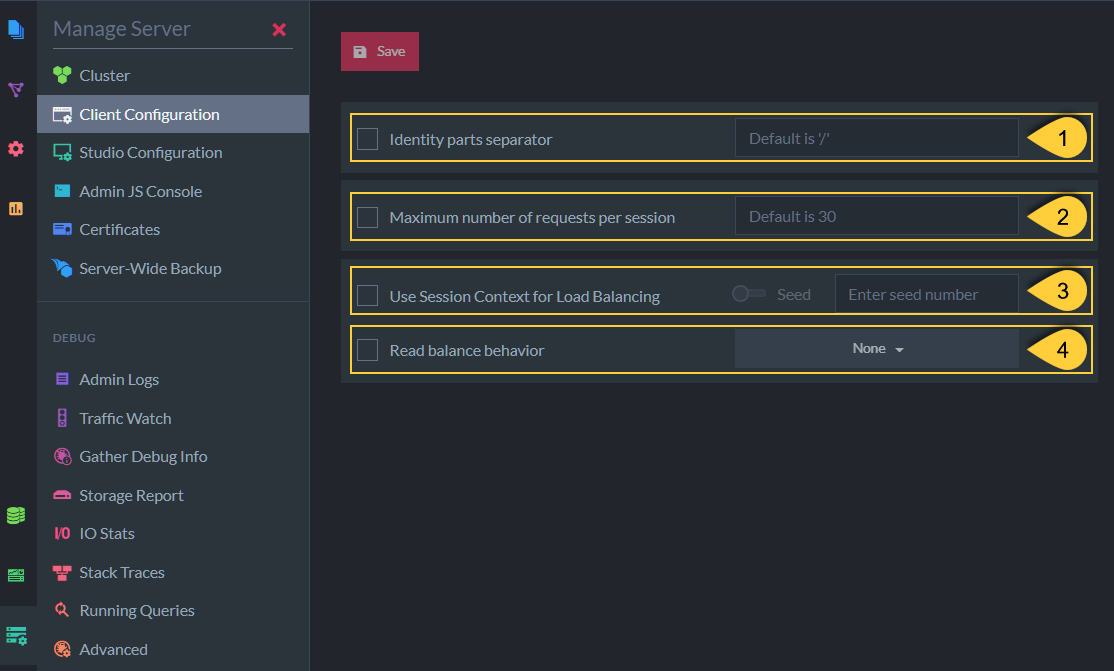 Manage Server
Cluster
Client Configuration
Studio Configuration
Admin JS Console
Certificates
Server-Wide Backup
DEBUG
Admin Logs
Traffic Watch
Gather Debug Info
Storage Report
I/O IO Stats
Stack Traces
Running Queries
Advanced
Save
Identity parts separator Default is '/' 1
Maximum number of requests per session Default is 30 2
Use Session Context for Load Balancing Seed Enter seed number 3
Read balance behavior None 4